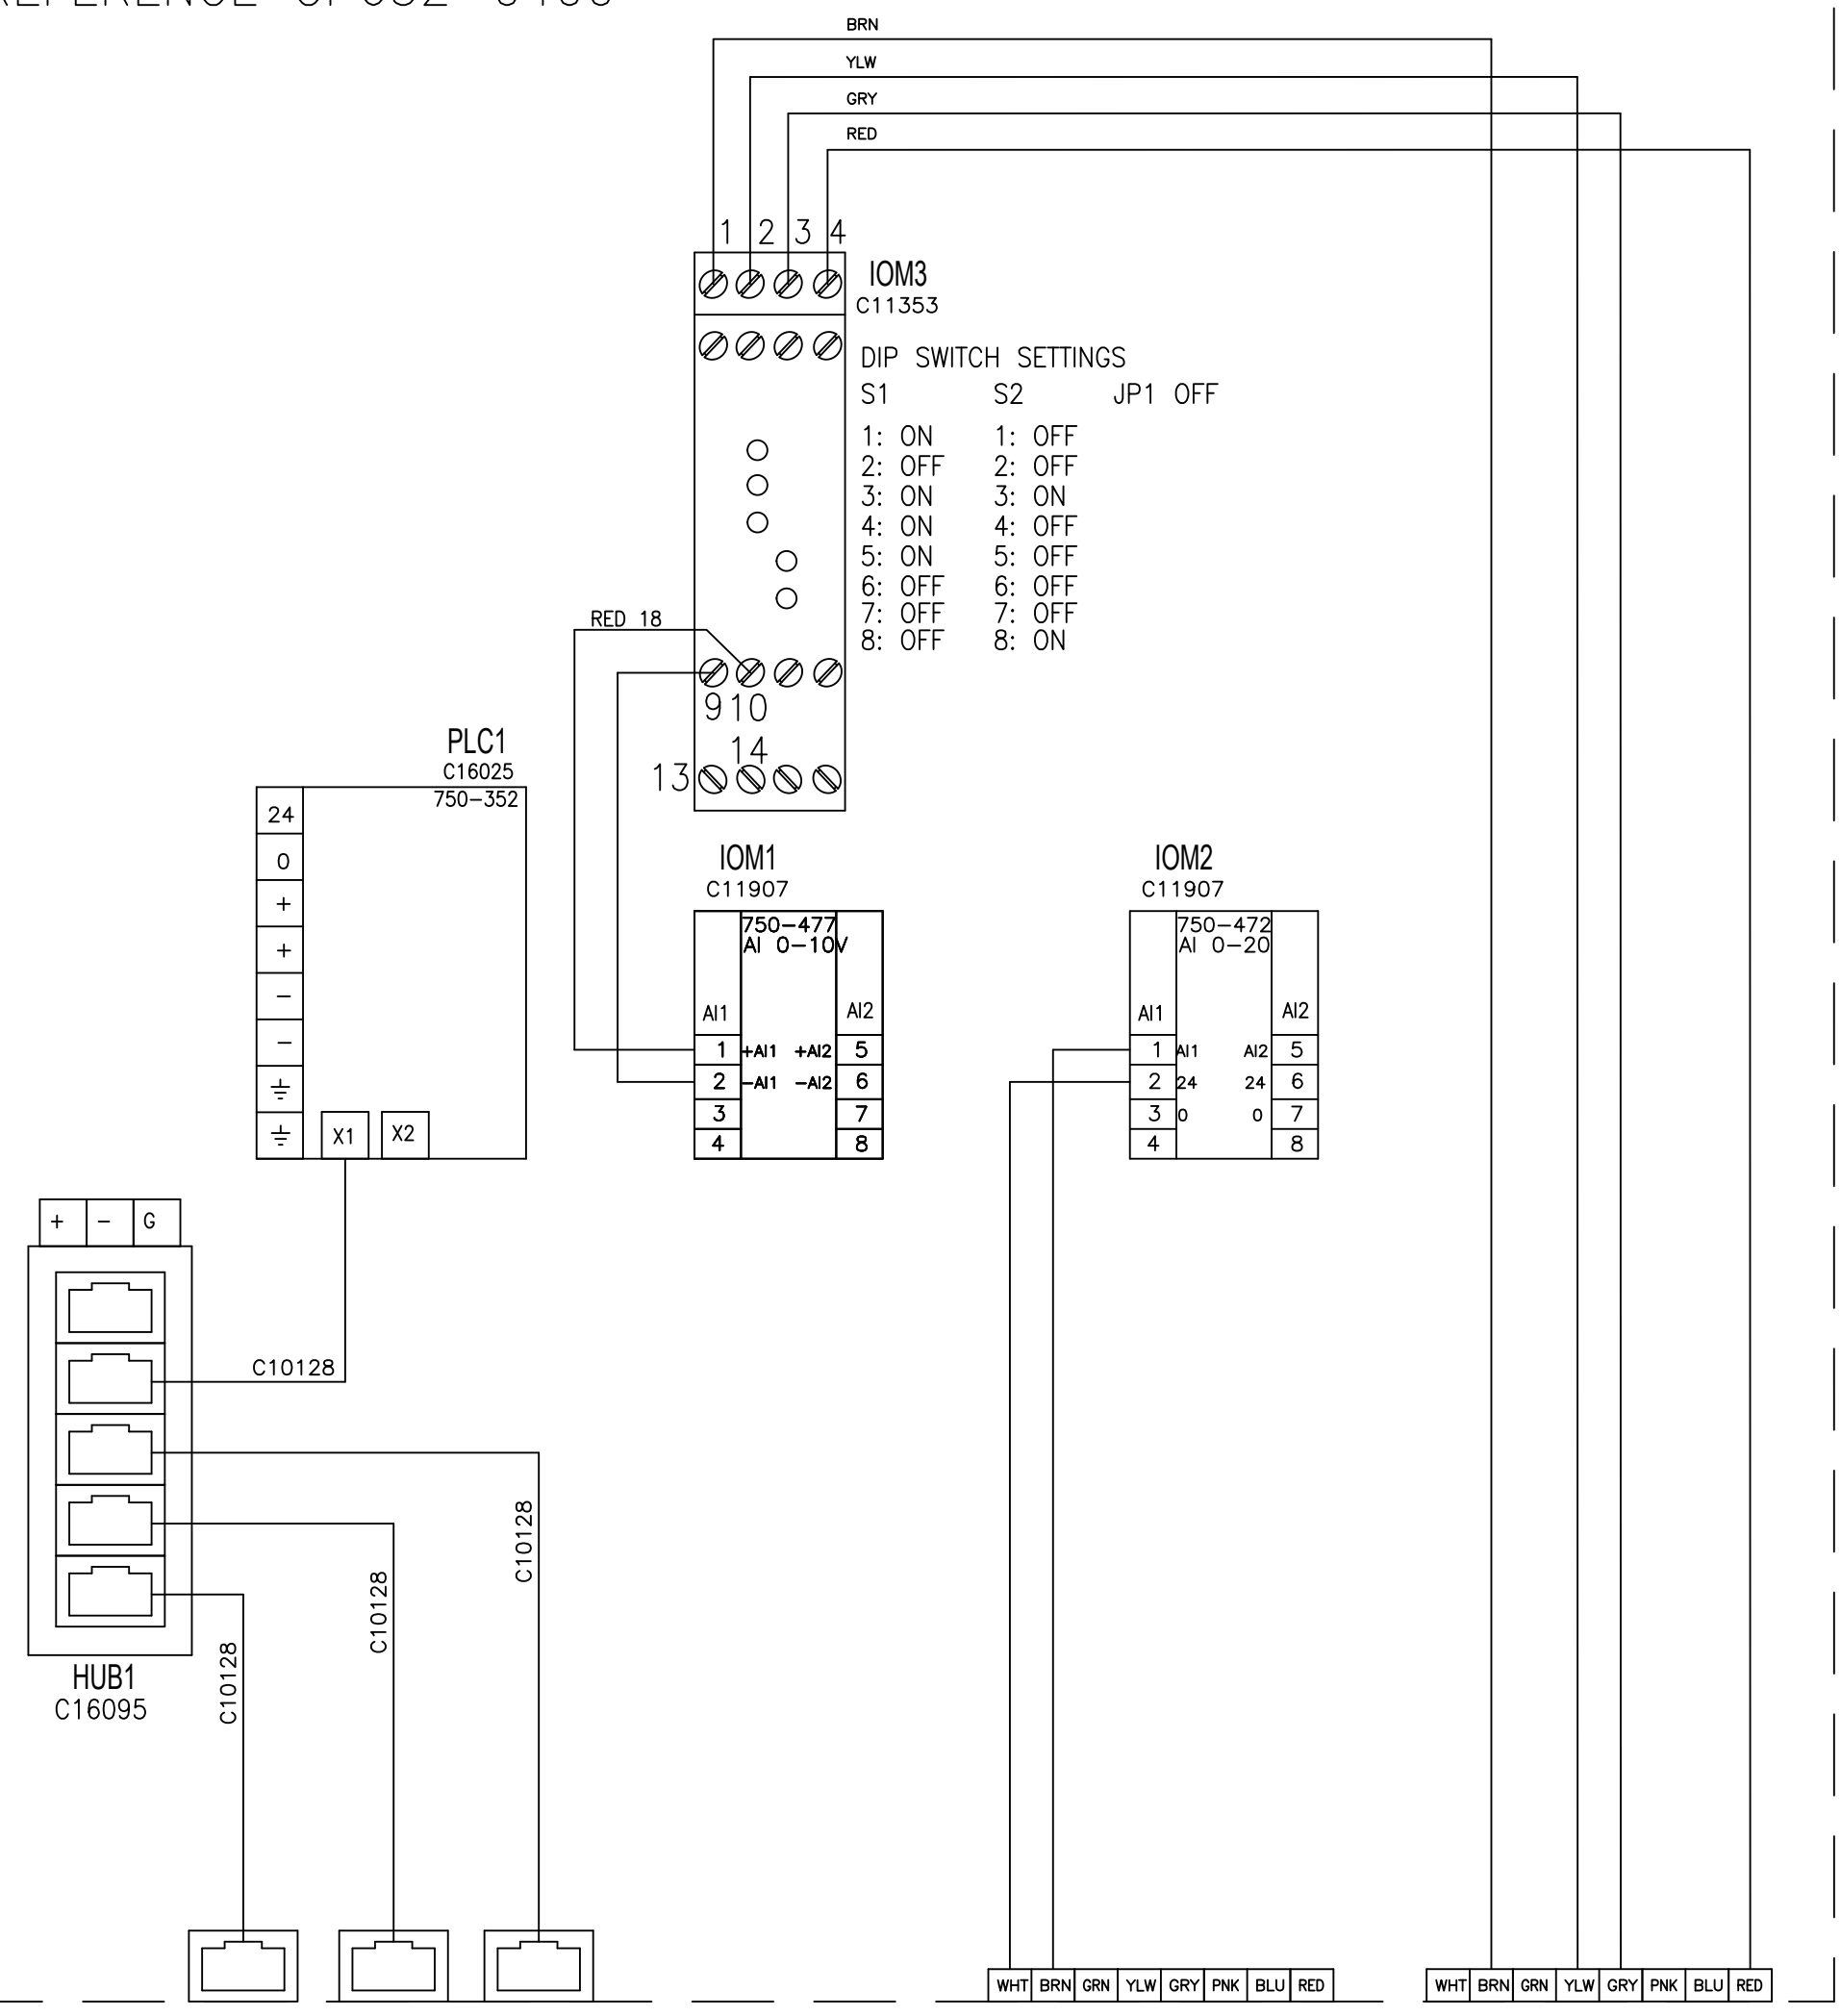 BRN
YLW
GRY
RED
1 2 3 4
IOM3
C11353
DIP SWITCH SETTINGS
S1 S2 JP1 OFF
1: ON 1: OFF
2: OFF 2: OFF
3: ON 3: ON
4: ON 4: OFF
5: ON 5: OFF
6: OFF 6: OFF
7: OFF 7: OFF
8: OFF 8: ON
RED 18
9 10
14
13
PLC1
C16025
750-352
24
0
+
+
-
-
X1 X2
IOM1
C11907
750-477
AI 0-10V
AI1 AI2
1 +AI1 +AI2 5
2 -AI1 -AI2 6
3 7
4 8
IOM2
C11907
750-472
AI 0-20
AI1 AI2
1 AI1 AI2 5
2 24 24 6
3 0 0 7
4 8
+ - G
C10128
C10128
C10128
C10128
HUB1
C16095
WHT BRN GRN YLW GRY PNK BLU RED
WHT BRN GRN YLW GRY PNK BLU RED